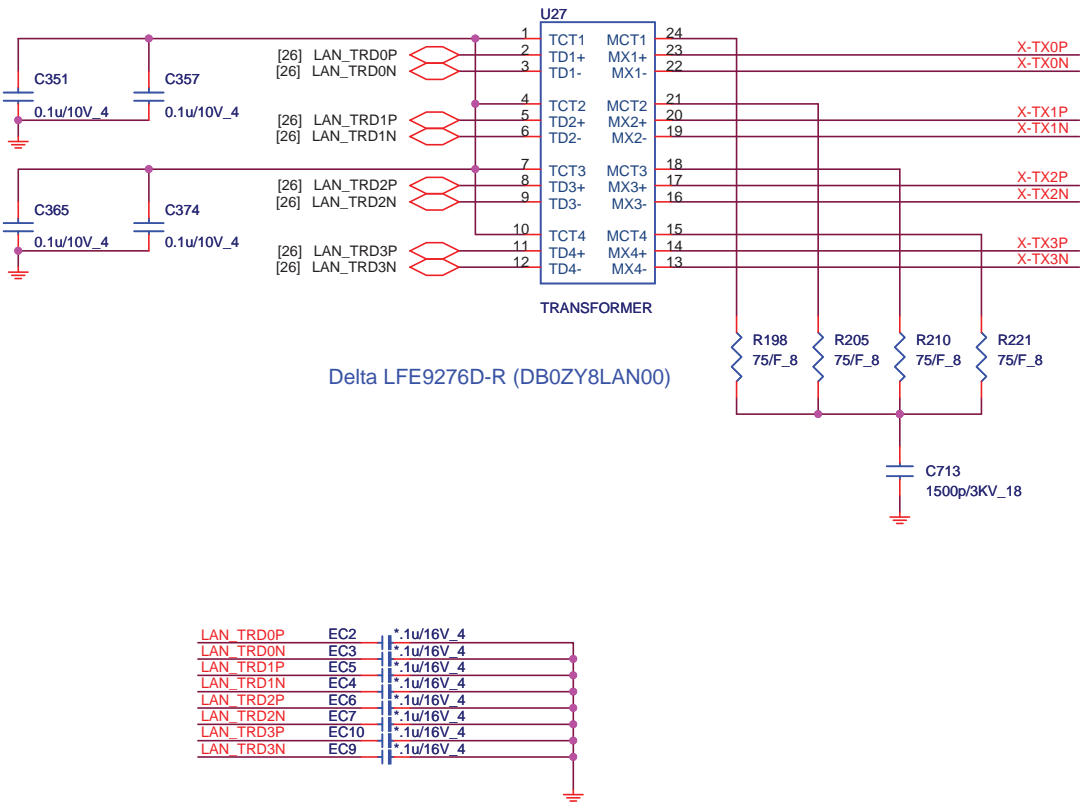 U27
1 TCT1 MCT1 24
[26] LAN_TRD0P 2 TD1+ MX1+ 23 X-TX0P
[26] LAN_TRD0N 3 TD1- MX1- 22 X-TX0N
C351 C357
0.1u/10V_4 0.1u/10V_4
4 TCT2 MCT2 21
[26] LAN_TRD1P 5 TD2+ MX2+ 20 X-TX1P
[26] LAN_TRD1N 6 TD2- MX2- 19 X-TX1N
7 TCT3 MCT3 18
[26] LAN_TRD2P 8 TD3+ MX3+ 17 X-TX2P
[26] LAN_TRD2N 9 TD3- MX3- 16 X-TX2N
C365 C374
0.1u/10V_4 0.1u/10V_4
10 TCT4 MCT4 15
[26] LAN_TRD3P 11 TD4+ MX4+ 14 X-TX3P
[26] LAN_TRD3N 12 TD4- MX4- 13 X-TX3N
TRANSFORMER
R198 R205 R210 R221
75/F_8 75/F_8 75/F_8 75/F_8
Delta LFE9276D-R (DB0ZY8LAN00)
C713
1500p/3KV_18
LAN_TRD0P EC2 *.1u/16V_4
LAN_TRD0N EC3 *.1u/16V_4
LAN_TRD1P EC5 *.1u/16V_4
LAN_TRD1N EC4 *.1u/16V_4
LAN_TRD2P EC6 *.1u/16V_4
LAN_TRD2N EC7 *.1u/16V_4
LAN_TRD3P EC10 *.1u/16V_4
LAN_TRD3N EC9 *.1u/16V_4